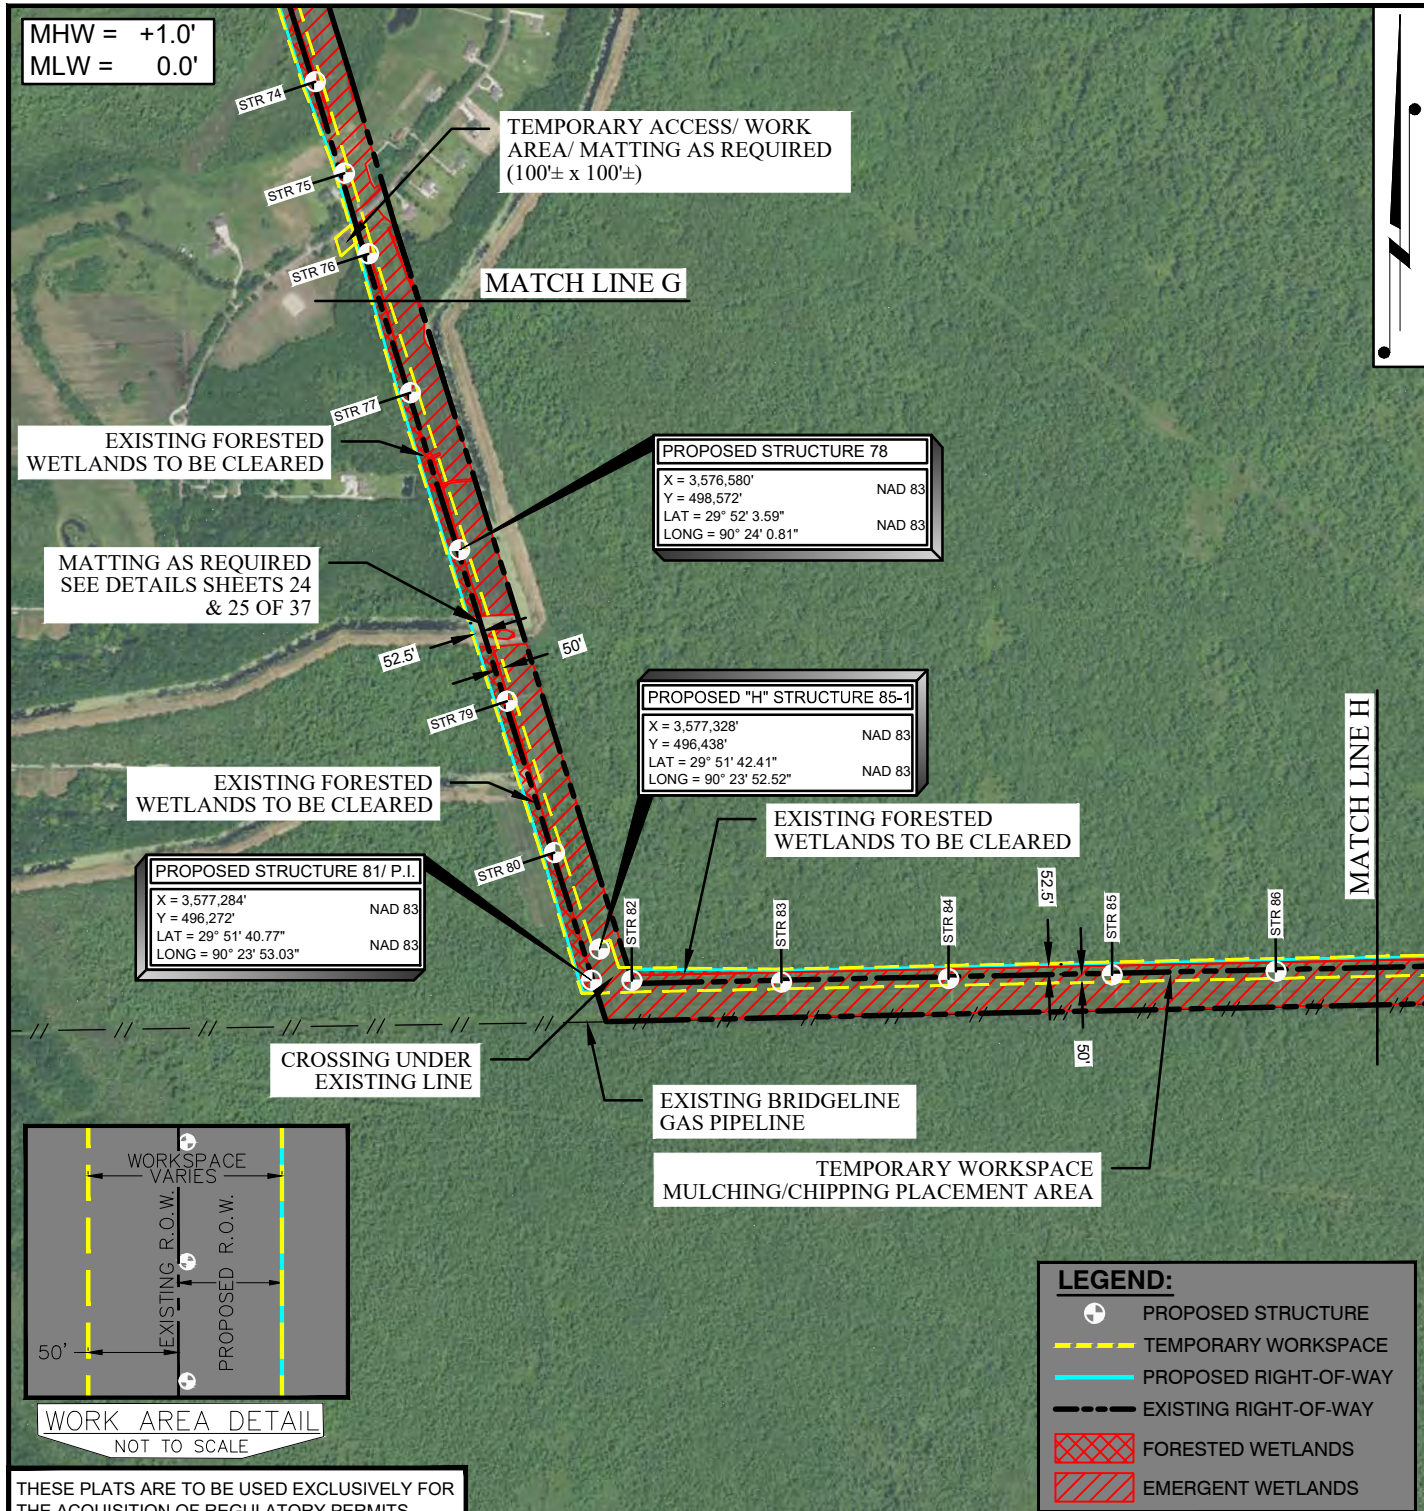 MHW = +1.0'
MLW = 0.0'
STR 74
TEMPORARY ACCESS/ WORK
AREA/ MATTING AS REQUIRED
(100'± x 100'±)
STR 75
STR 76
MATCH LINE G
STR 77
EXISTING FORESTED
WETLANDS TO BE CLEARED
PROPOSED STRUCTURE 78
X = 3,576,580'
Y = 498,572'
NAD 83
LAT = 29° 52' 3.59"
LONG = 90° 24' 0.81"
NAD 83
MATTING AS REQUIRED
SEE DETAILS SHEETS 24
& 25 OF 37
52.5'
50'
STR 79
PROPOSED "H" STRUCTURE 85-1
X = 3,577,328'
Y = 496,438'
NAD 83
LAT = 29° 51' 42.41"
LONG = 90° 23' 52.52"
NAD 83
MATCH LINE H
EXISTING FORESTED
WETLANDS TO BE CLEARED
EXISTING FORESTED
WETLANDS TO BE CLEARED
STR 80
PROPOSED STRUCTURE 81/ P.I.
X = 3,577,284'
Y = 496,272'
NAD 83
LAT = 29° 51' 40.77"
LONG = 90° 23' 53.03"
NAD 83
STR 82
STR 83
STR 84
52.5'
STR 85
STR 86
50'
CROSSING UNDER
EXISTING LINE
EXISTING BRIDGELINE
GAS PIPELINE
TEMPORARY WORKSPACE
MULCHING/CHIPPING PLACEMENT AREA
WORKSPACE
VARIES
EXISTING R.O.W.
PROPOSED R.O.W.
50'
WORK AREA DETAIL
NOT TO SCALE
LEGEND:
PROPOSED STRUCTURE
TEMPORARY WORKSPACE
PROPOSED RIGHT-OF-WAY
EXISTING RIGHT-OF-WAY
FORESTED WETLANDS
EMERGENT WETLANDS
THESE PLATS ARE TO BE USED EXCLUSIVELY FOR
THE ACQUISITION OF REGULATORY PERMITS